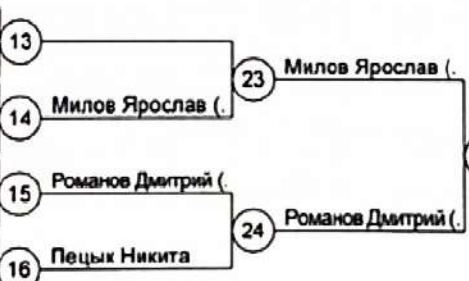 13
23 Милов Ярослав (.
14 Милов Ярослав (.
15 Романов Дмитрий (.
24 Романов Дмитрий (.
16 Пецык Никита